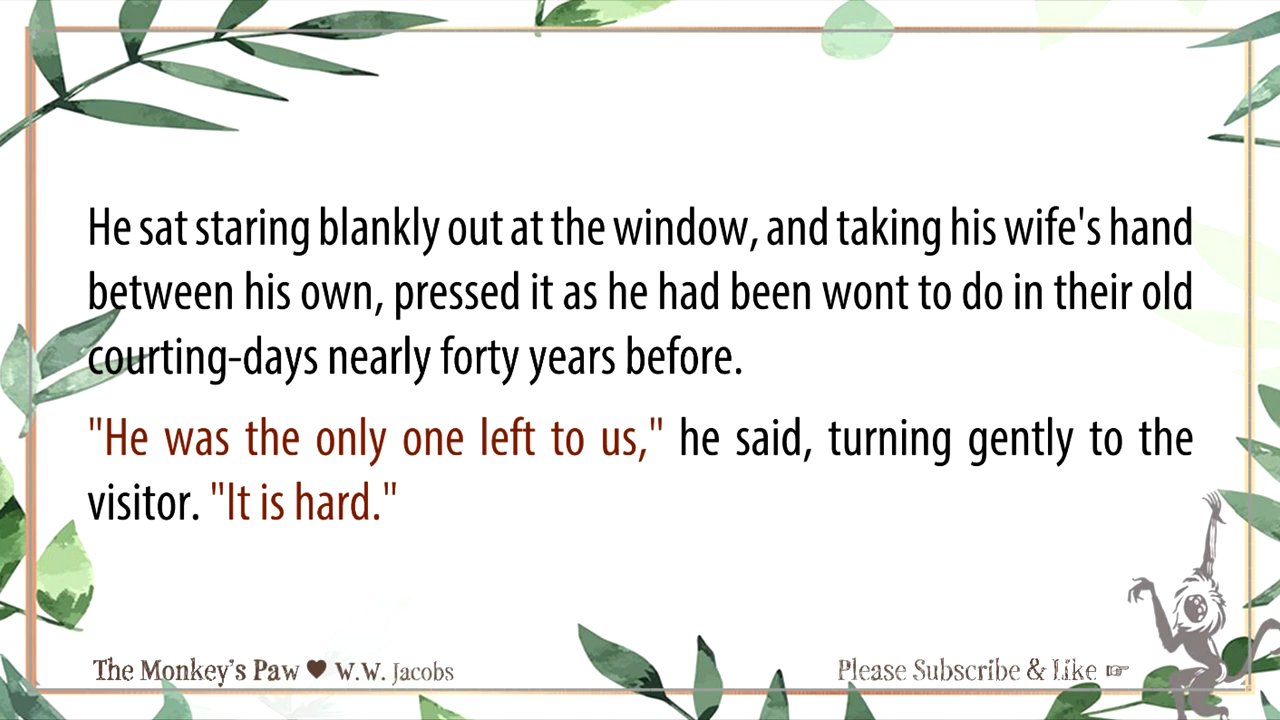 He sat staring blankly out at the window, and taking his wife's hand
between his own, pressed it as he had been wont to do in their old
courting-days nearly forty years before.
"He was the only one left to us," he said, turning gently to the
visitor. "It is hard."
The Monkey's Paw ♥ W.W. Jacobs
Please Subscribe & Like ☞